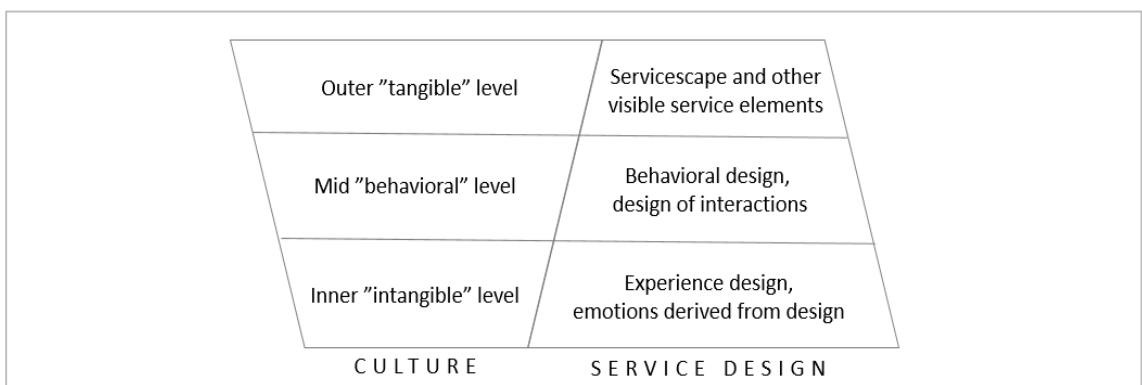 Outer ”tangible” level
Servicescape and other
visible service elements
Mid ”behavioral” level
Behavioral design,
design of interactions
Inner ”intangible” level
Experience design,
emotions derived from design
CULTURE
SERVICE DESIGN